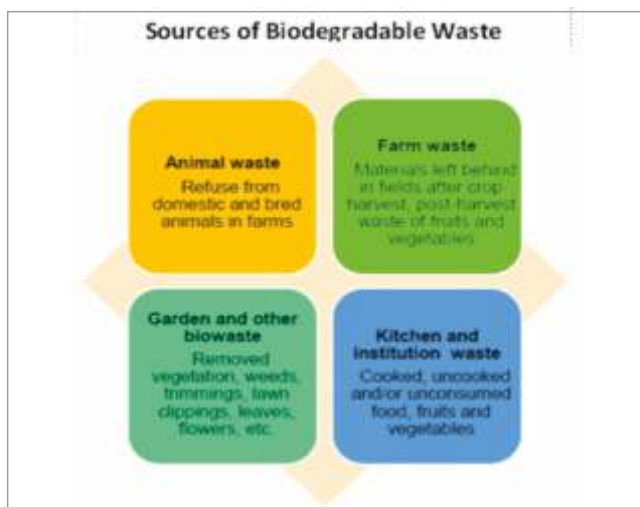 Sources of Biodegradable Waste
Animal waste
Refuse from
domestic and bred
animals in farms
Farm waste
Materials left behind
in fields after crop
harvest, post-harvest
waste of fruits and
vegetables
Garden and other
biowaste
Removed
vegetation, weeds,
trimmings, lawn
clippings, leaves,
flowers, etc.
Kitchen and
institution waste
Cooked, uncooked
and/or unconsumed
food, fruits and
vegetables